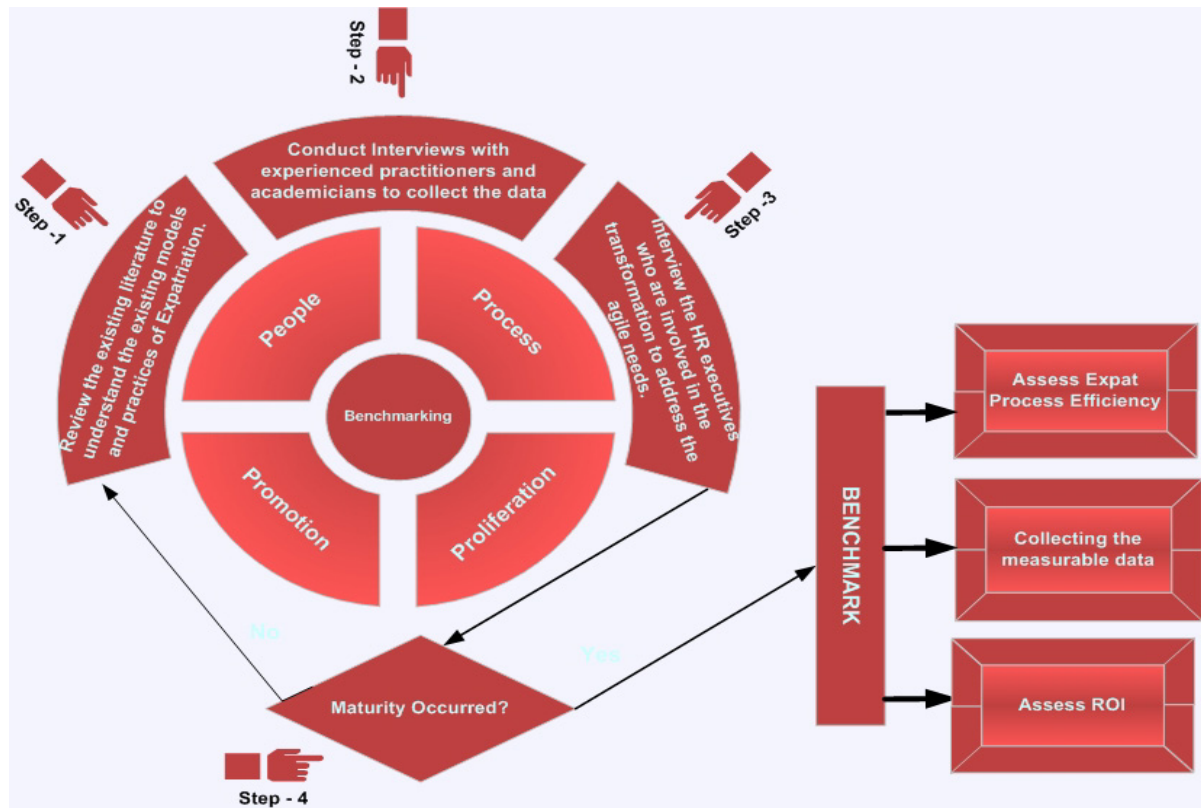 Step - 2
Conduct Interviews with
experienced practitioners and
academicians to collect the data
Step -1
Review the existing literature to
understand the existing models
and practices of Expatriation.
Step -3
Interview the HR executives
who are involved in the
transformation to address the
agile needs.
People
Process
Benchmarking
Promotion
Proliferation
No
Yes
Maturity Occurred?
Step - 4
BENCHMARK
Assess Expat
Process Efficiency
Collecting the
measurable data
Assess ROI